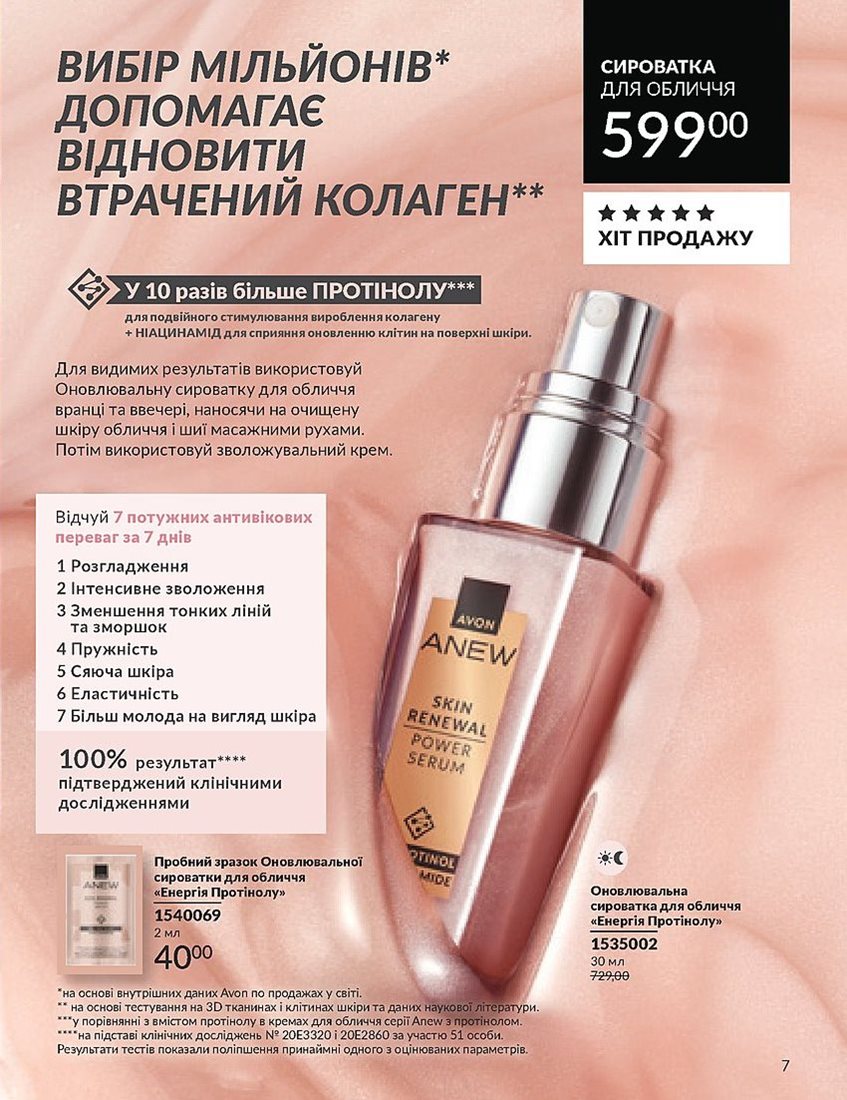 ВИБІР МІЛЬЙОНІВ*
ДОПОМАГАЄ
ВІДНОВИТИ
ВТРАЧЕНИЙ КОЛАГЕН**
СИРОВАТКА
ДЛЯ ОБЛИЧЧЯ
599⁰⁰
★★★★★
ХІТ ПРОДАЖУ
У 10 разів більше ПРОТІНОЛУ***
для подвійного стимулювання вироблення колагену
+ НІАЦИНАМІД для сприяння оновленню клітин на поверхні шкіри.
Для видимих результатів використовуй
Оновлювальну сироватку для обличчя
вранці та ввечері, наносячи на очищену
шкіру обличчя і шиї масажними рухами.
Потім використовуй зволожувальний крем.
Відчуй 7 потужних антивікових
переваг за 7 днів
1 Розгладження
2 Інтенсивне зволоження
3 Зменшення тонких ліній
та зморшок
4 Пружність
5 Сяюча шкіра
6 Еластичність
7 Більш молода на вигляд шкіра
100% результат****
підтверджений клінічними
дослідженнями
AVON
ANEW
SKIN
RENEWAL
POWER
SERUM
OTINOL
MIDE
ANEW
Пробний зразок Оновлювальної
сироватки для обличчя
«Енергія Протінолу»
1540069
2 мл
40⁰⁰
Оновлювальна
сироватка для обличчя
«Енергія Протінолу»
1535002
30 мл
729,00
*на основі внутрішніх даних Avon по продажах у світі.
** на основі тестування на 3D тканинах і клітинах шкіри та даних наукової літератури.
***у порівнянні з вмістом протінолу в кремах для обличчя серії Anew з протінолом.
****на підставі клінічних досліджень № 20E3320 і 20E2860 за участю 51 особи.
Результати тестів показали поліпшення принаймні одного з оцінюваних параметрів.
7